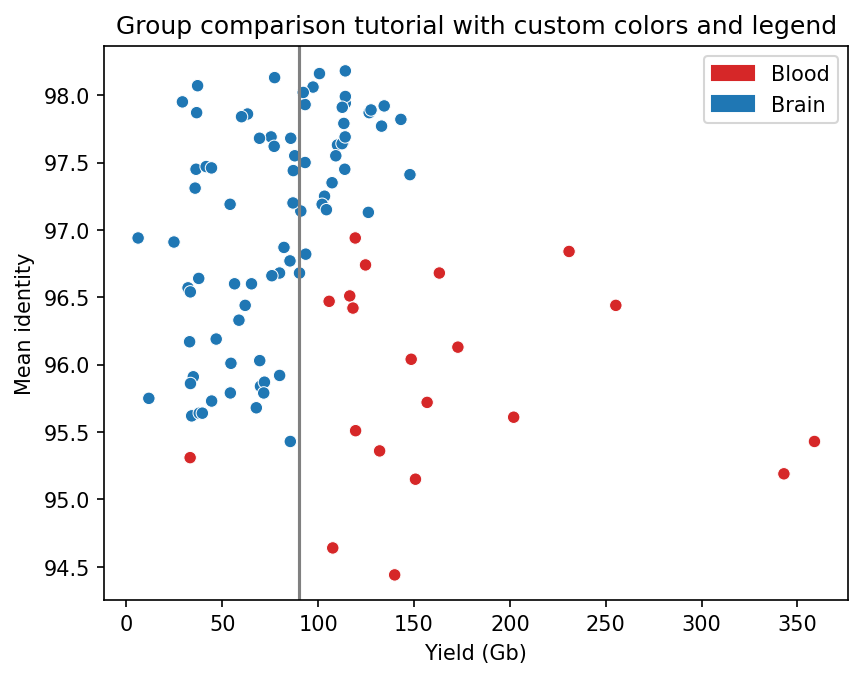 Group comparison tutorial with custom colors and legend
Blood
Brain
98.0
97.5
97.0
96.5
96.0
95.5
95.0
94.5
Mean identity
0 50 100 150 200 250 300 350
Yield (Gb)